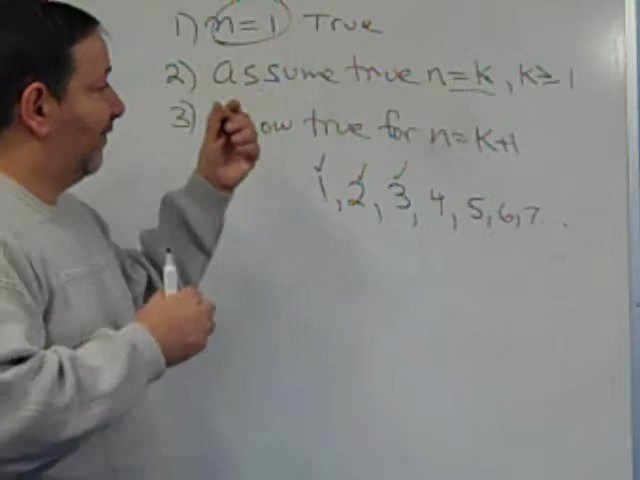 1) n=1 True
2) assume true n=k, k≥1
3) ow true for n=k+1
1, 2, 3, 4, 5, 6, 7 . .